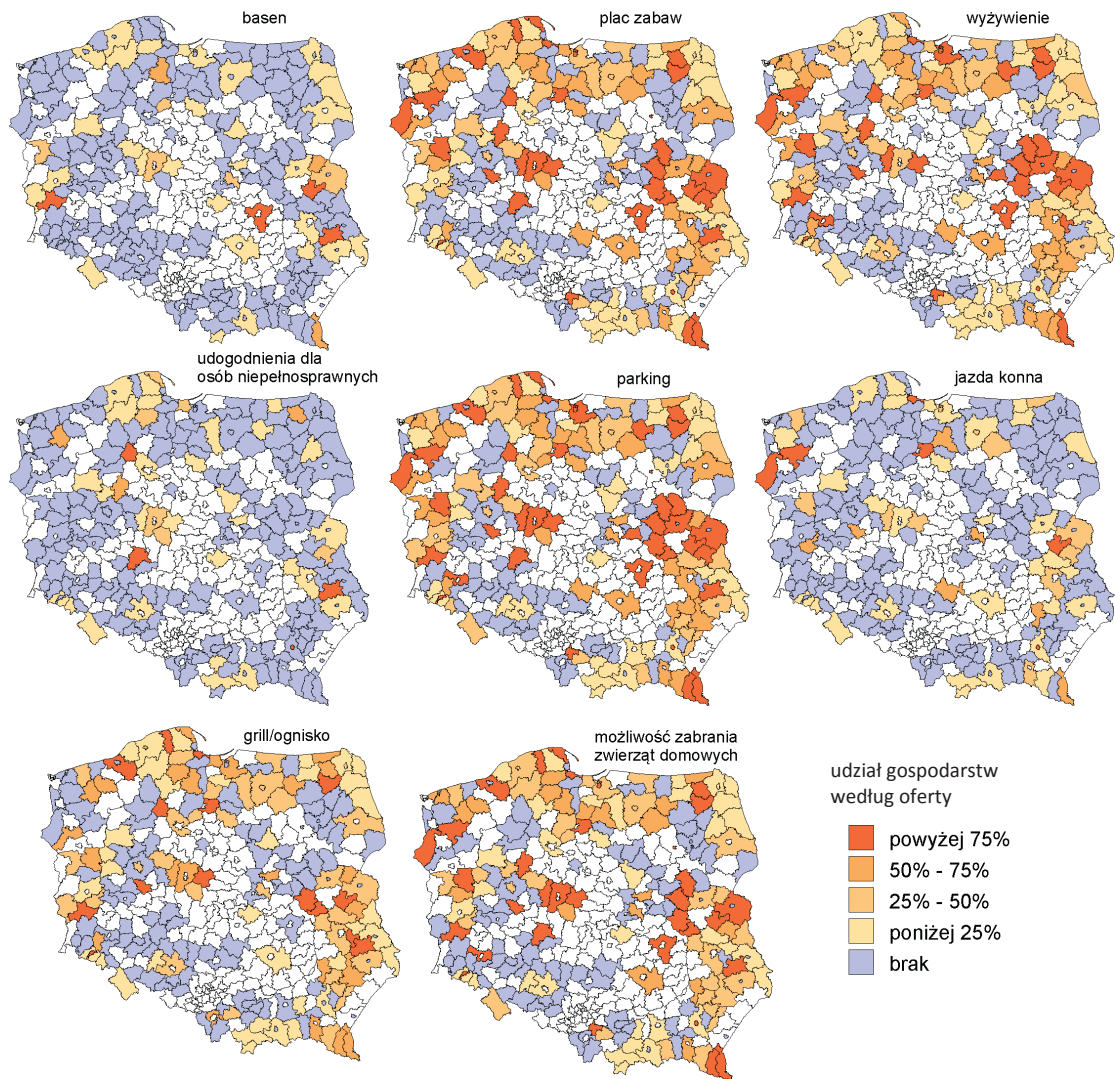 basen
plac zabaw
wyżywienie
udogodnienia dla
osób niepełnosprawnych
parking
jazda konna
grill/ognisko
możliwość zabrania
zwierząt domowych
udział gospodarstw
według oferty
powyżej 75%
50% - 75%
25% - 50%
poniżej 25%
brak